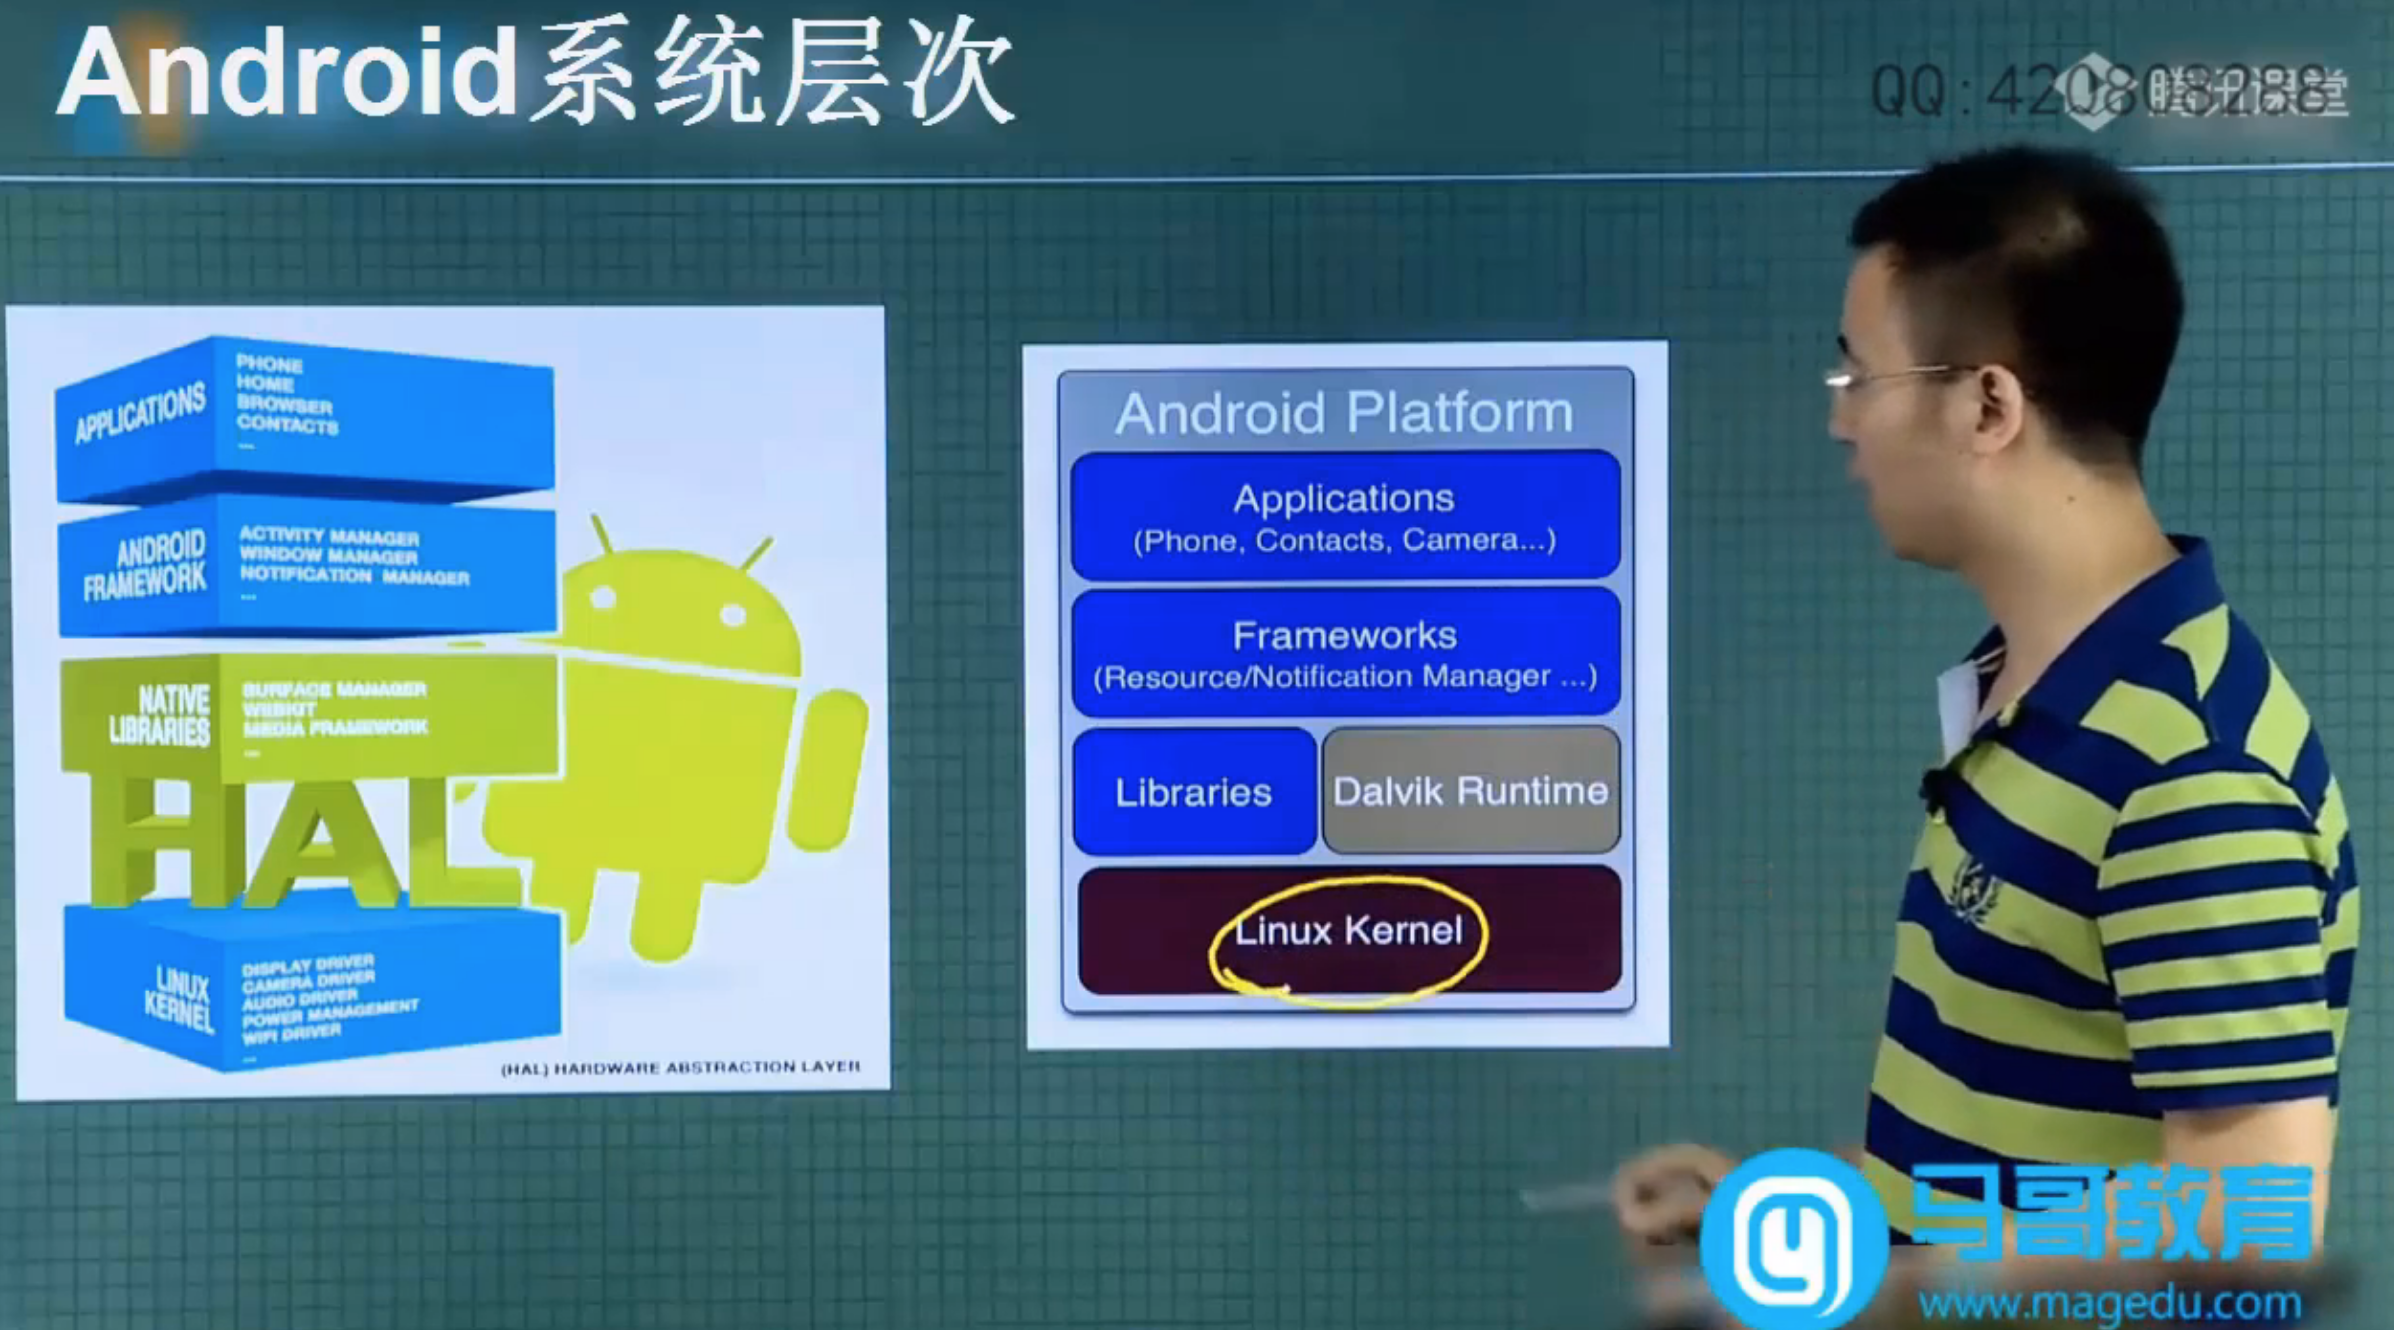 Android系统层次
QQ:420808288
腾讯课堂
APPLICATIONS
PHONE
HOME
BROWSER
CONTACTS
...
ANDROID
FRAMEWORK
ACTIVITY MANAGER
WINDOW MANAGER
NOTIFICATION MANAGER
...
NATIVE
LIBRARIES
SURFACE MANAGER
WEBKIT
MEDIA FRAMEWORK
...
HAL
LINUX
KERNEL
DISPLAY DRIVER
CAMERA DRIVER
AUDIO DRIVER
POWER MANAGEMENT
WIFI DRIVER
...
(HAL) HARDWARE ABSTRACTION LAYER
Android Platform
Applications
(Phone, Contacts, Camera...)
Frameworks
(Resource/Notification Manager ...)
Libraries
Dalvik Runtime
Linux Kernel
马哥教育
www.magedu.com